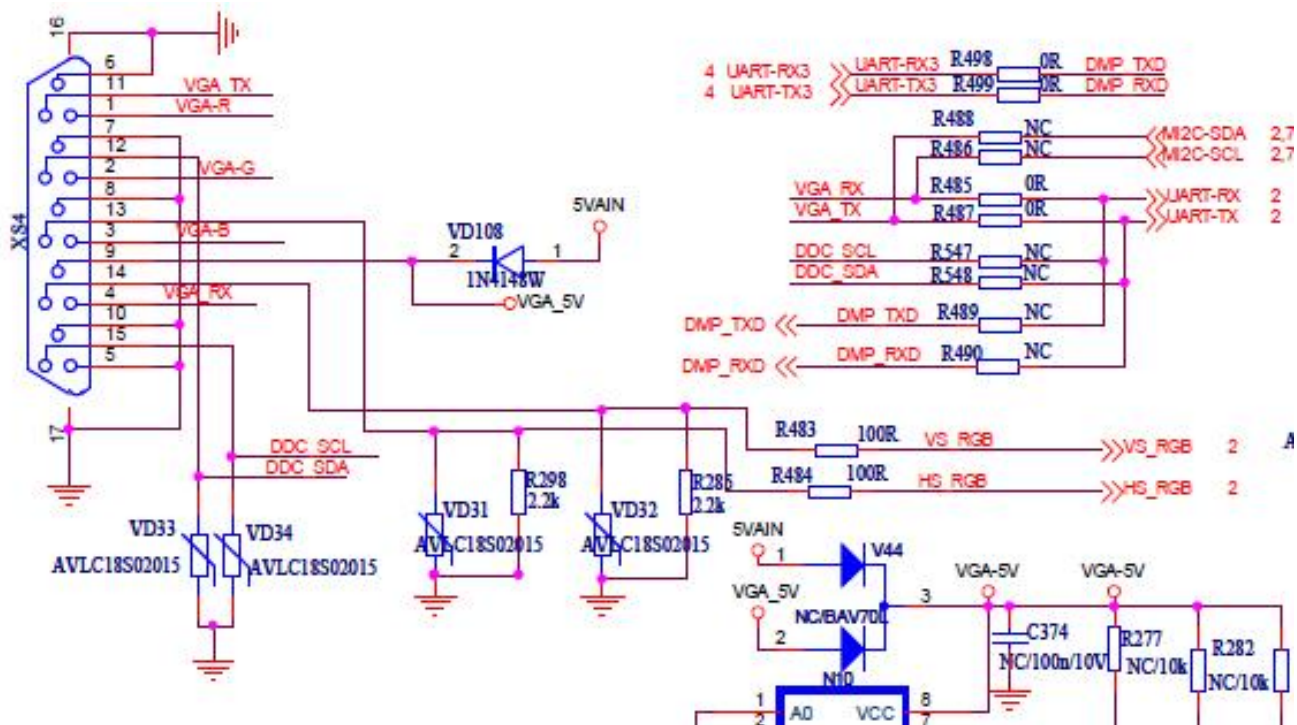 16
6
11
VGA_TX
1
VGA-R
7
12
2
VGA-G
8
13
3
VGA-B
9
14
4
VGA_RX
10
15
5
XS4
17
DDC_SCL
DDC_SDA
VD33
AVLC18S02015
VD34
AVLC18S02015
VD108
2
1
1N4148W
5VAIN
VGA_5V
VD31
AVLC18S02015
R298
2.2k
VD32
AVLC18S02015
R285
2.2k
4 UART-RX3 UART-RX3 R498 0R DMP_TXD
4 UART-TX3 UART-TX3 R499 0R DMP_RXD
R488 NC MI2C-SDA 2,7
R486 NC MI2C-SCL 2,7
VGA_RX R485 0R UART-RX 2
VGA_TX R487 0R UART-TX 2
DDC_SCL R547 NC
DDC_SDA R548 NC
DMP_TXD DMP_TXD R489 NC
DMP_RXD DMP_RXD R490 NC
R483 100R VS_RGB VS_RGB 2
A
R484 100R HS_RGB HS_RGB 2
5VAIN
1
V44
VGA_5V
2
NC/BAV70L
3
VGA-5V
VGA-5V
C374
NC/100n/10V
R277
NC/10k
R282
NC/10k
N10
1 A0 VCC 8
2 7